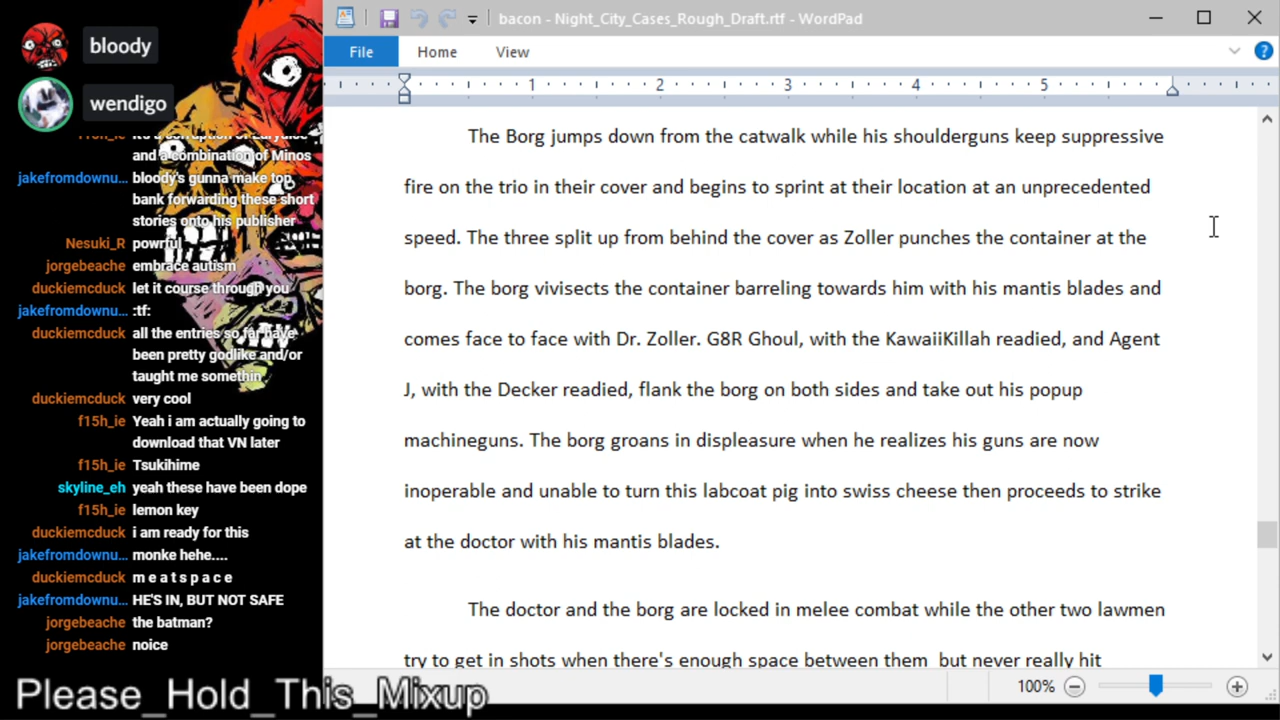 bloody
wendigo
and a combination of Minos
jakefromdownu... bloody's gunna make top
bank forwarding these short
stories onto his publisher
Nesuki_R powrful
jorgebeache embrace autism
duckiemcduck let it course through you
jakefromdownu... :tf:
duckiemcduck all the entries so far have
been pretty godlike and/or
taught me somethin
duckiemcduck very cool
f15h_ie Yeah i am actually going to
download that VN later
f15h_ie Tsukihime
skyline_eh yeah these have been dope
f15h_ie lemon key
duckiemcduck i am ready for this
jakefromdownu... monke hehe....
duckiemcduck m e a t s p a c e
jakefromdownu... HE'S IN, BUT NOT SAFE
jorgebeache the batman?
jorgebeache noice
Please_Hold_This_Mixup
bacon - Night_City_Cases_Rough_Draft.rtf - WordPad
File Home View
1 2 3 4 5
The Borg jumps down from the catwalk while his shoulderguns keep suppressive
fire on the trio in their cover and begins to sprint at their location at an unprecedented
speed. The three split up from behind the cover as Zoller punches the container at the
borg. The borg vivisects the container barreling towards him with his mantis blades and
comes face to face with Dr. Zoller. G8R Ghoul, with the KawaiiKillah readied, and Agent
J, with the Decker readied, flank the borg on both sides and take out his popup
machineguns. The borg groans in displeasure when he realizes his guns are now
inoperable and unable to turn this labcoat pig into swiss cheese then proceeds to strike
at the doctor with his mantis blades.
The doctor and the borg are locked in melee combat while the other two lawmen
try to get in shots when there's enough space between them but never really hit
100%